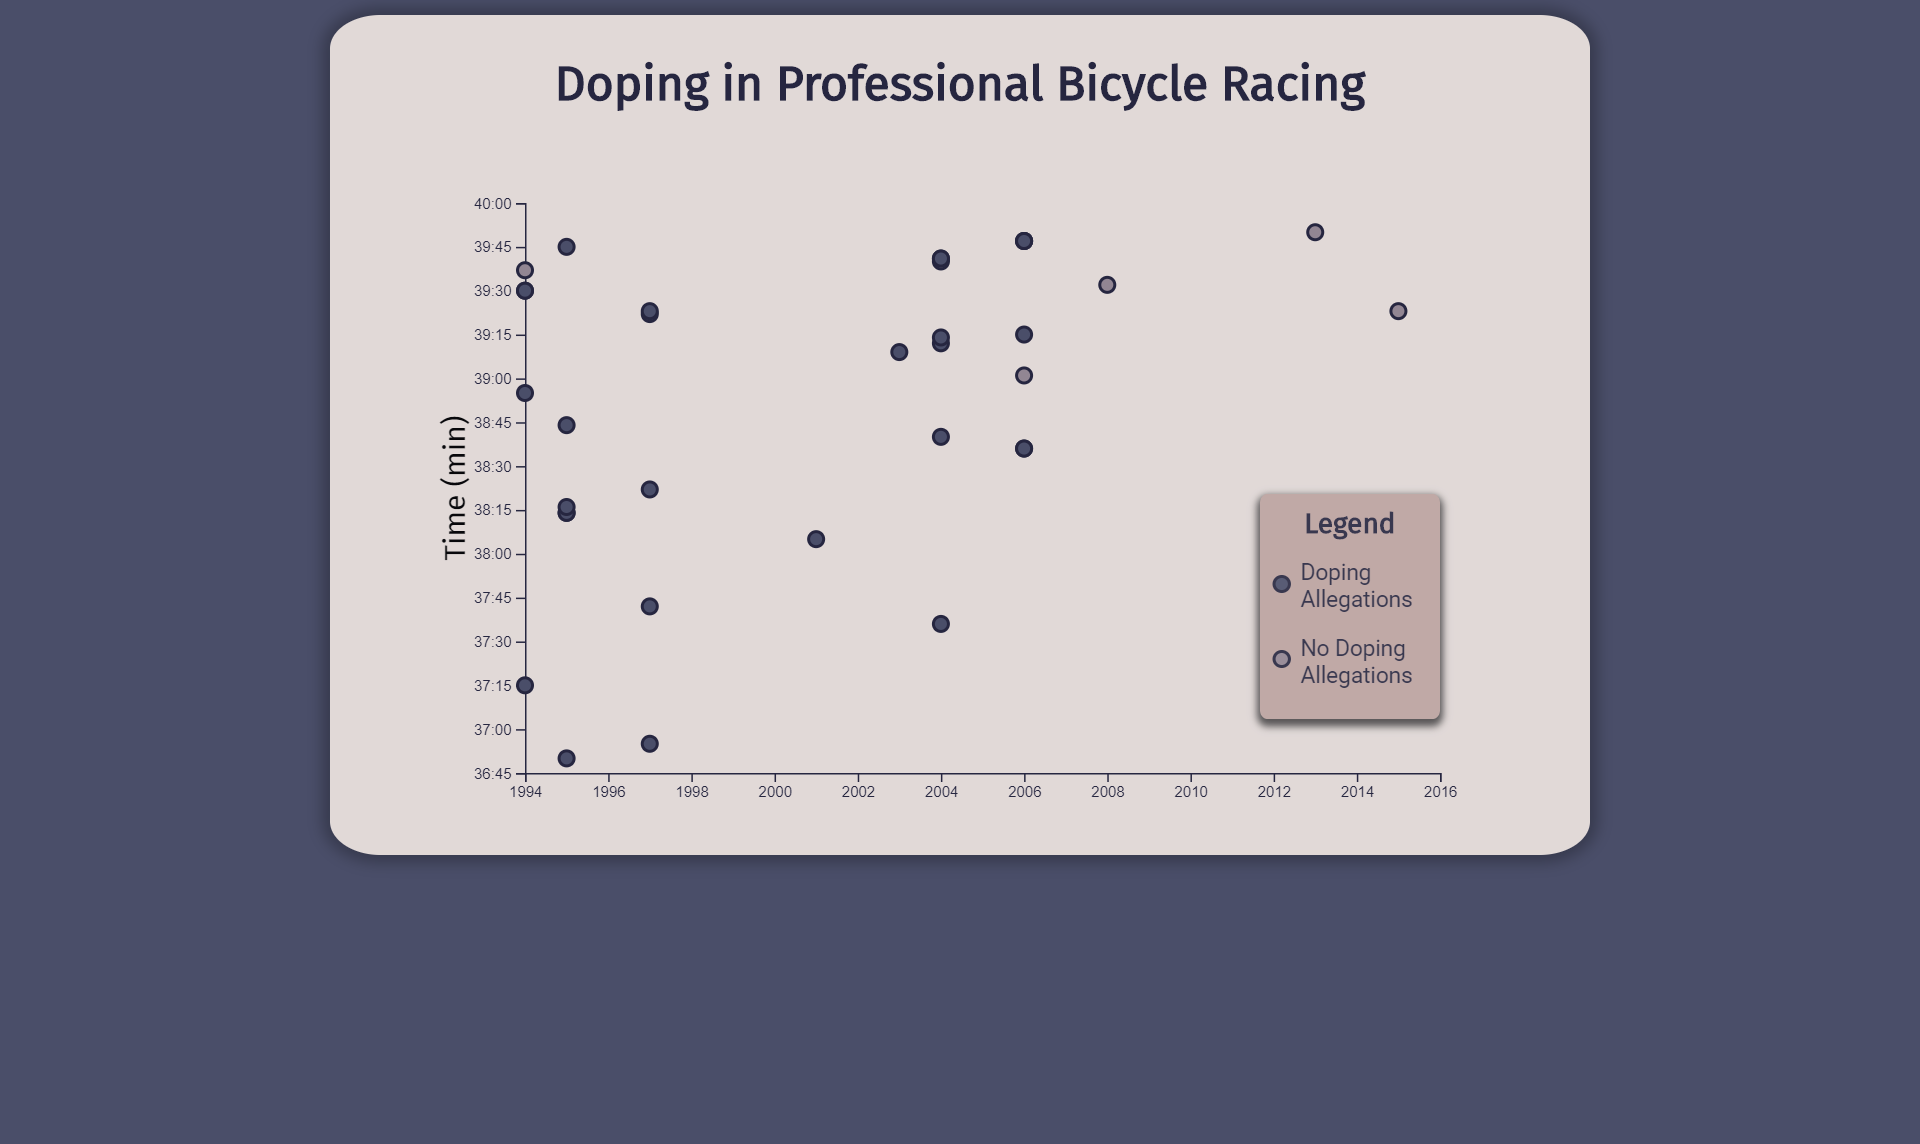 Doping in Professional Bicycle Racing
40:00
39:45
39:30
39:15
39:00
38:45
38:30
38:15
38:00
37:45
37:30
37:15
37:00
36:45
Time (min)
1994 1996 1998 2000 2002 2004 2006 2008 2010 2012 2014 2016
Legend
Doping
Allegations
No Doping
Allegations